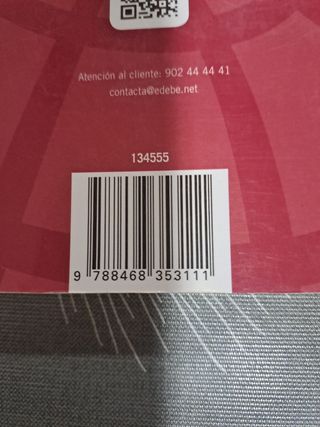 Atención al cliente: 902 44 44 41
contacta@edebe.net
134555
9 788468 353111